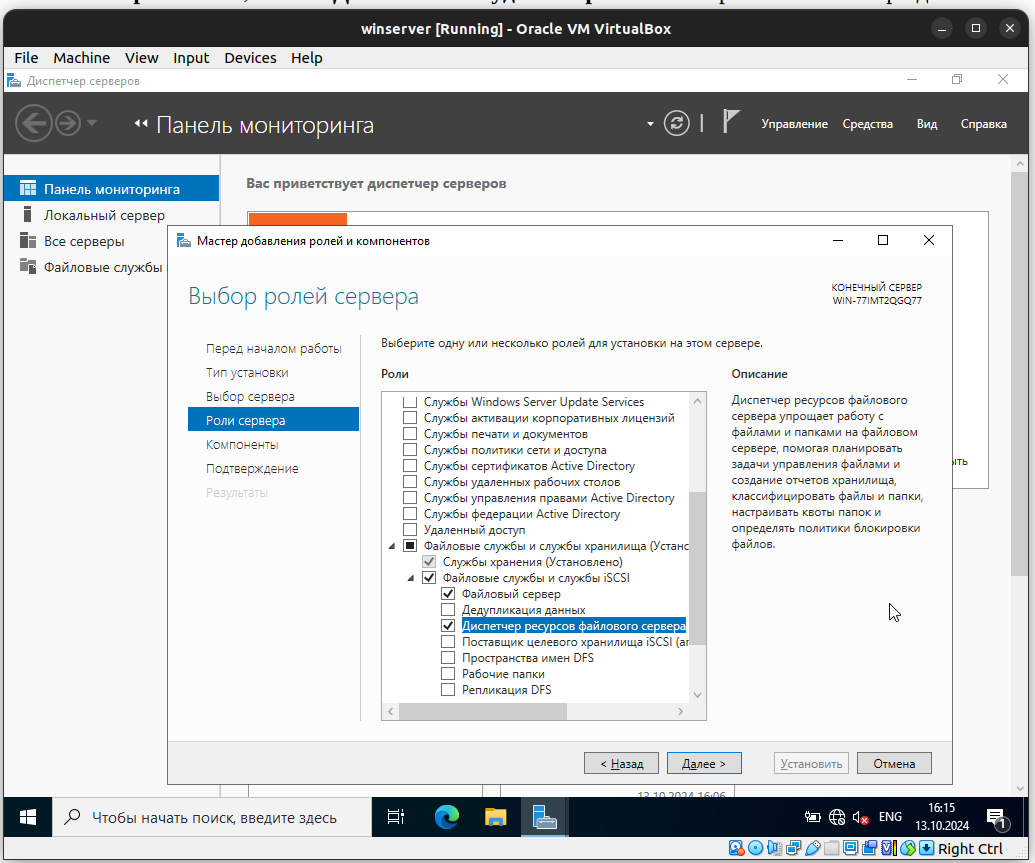 winserver [Running] - Oracle VM VirtualBox
File Machine View Input Devices Help
Диспетчер серверов
Панель мониторинга
Управление Средства Вид Справка
Панель мониторинга
Локальный сервер
Все серверы
Файловые службы
Вас приветствует диспетчер серверов
Мастер добавления ролей и компонентов
Выбор ролей сервера
КОНЕЧНЫЙ СЕРВЕР
WIN-77IMT2QGQ77
Перед началом работы
Тип установки
Выбор сервера
Роли сервера
Компоненты
Подтверждение
Результаты
Выберите одну или несколько ролей для установки на этом сервере.
Роли
Службы Windows Server Update Services
Службы активации корпоративных лицензий
Службы печати и документов
Службы политики сети и доступа
Службы сертификатов Active Directory
Службы удаленных рабочих столов
Службы управления правами Active Directory
Службы федерации Active Directory
Удаленный доступ
Файловые службы и службы хранилища (Установ
Службы хранения (Установлено)
Файловые службы и службы iSCSI
Файловый сервер
Дедупликация данных
Диспетчер ресурсов файлового сервера
Поставщик целевого хранилища iSCSI (ап
Пространства имен DFS
Рабочие папки
Репликация DFS
Описание
Диспетчер ресурсов файлового
сервера упрощает работу с
файлами и папками на файловом
сервере, помогая планировать
задачи управления файлами и
создание отчетов хранилища,
классифицировать файлы и папки,
настраивать квоты папок и
определять политики блокировки
файлов.
ыть
< Назад Далее > Установить Отмена
13.10.2024 16:06
Чтобы начать поиск, введите здесь
ENG
16:15
13.10.2024
1
Right Ctrl